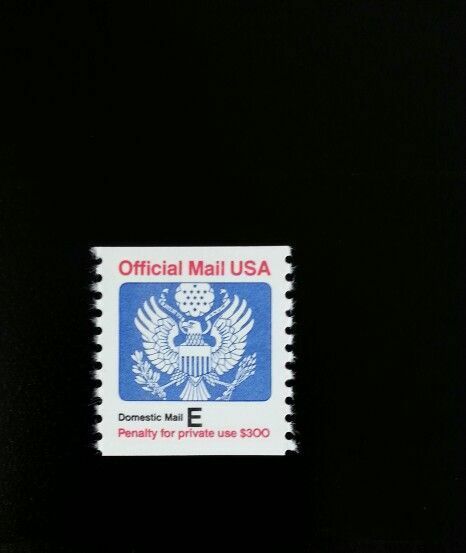 Official Mail USA
Domestic Mail E
Penalty for private use $300